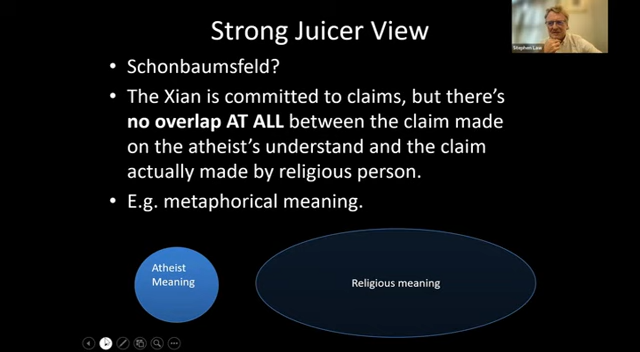 Strong Juicer View
Stephen Law
• Schonbaumsfeld?
• The Xian is committed to claims, but there's
no overlap AT ALL between the claim made
on the atheist's understand and the claim
actually made by religious person.
• E.g. metaphorical meaning.
Atheist
Meaning
Religious meaning